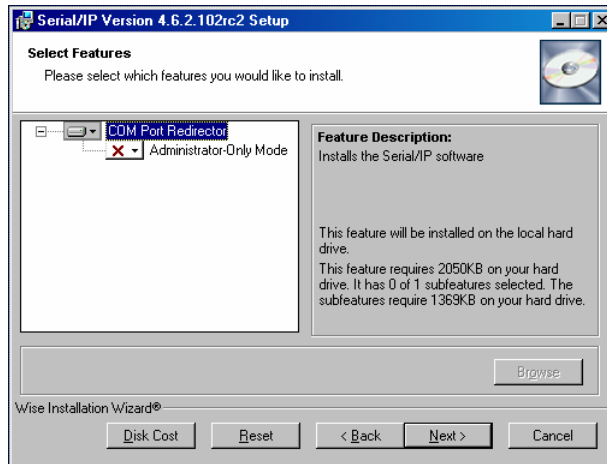 Serial/IP Version 4.6.2.102rc2 Setup
Select Features
Please select which features you would like to install.
COM Port Redirector
Administrator-Only Mode
Feature Description:
Installs the Serial/IP software
This feature will be installed on the local hard
drive.
This feature requires 2050KB on your hard
drive. It has 0 of 1 subfeatures selected. The
subfeatures require 1369KB on your hard drive.
Browse
Wise Installation Wizard®
Disk Cost
Reset
< Back
Next >
Cancel